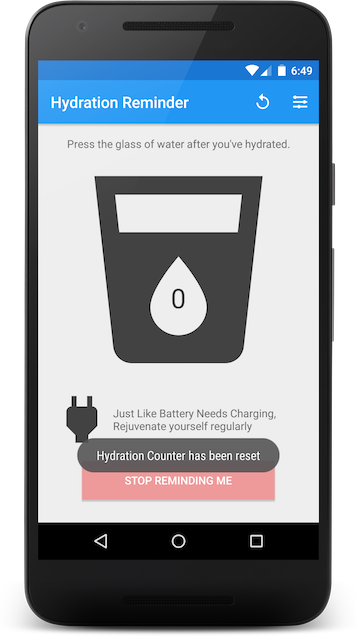 6:49
Hydration Reminder
Press the glass of water after you've hydrated.
0
Just Like Battery Needs Charging,
Rejuvenate yourself regularly
Hydration Counter has been reset
STOP REMINDING ME